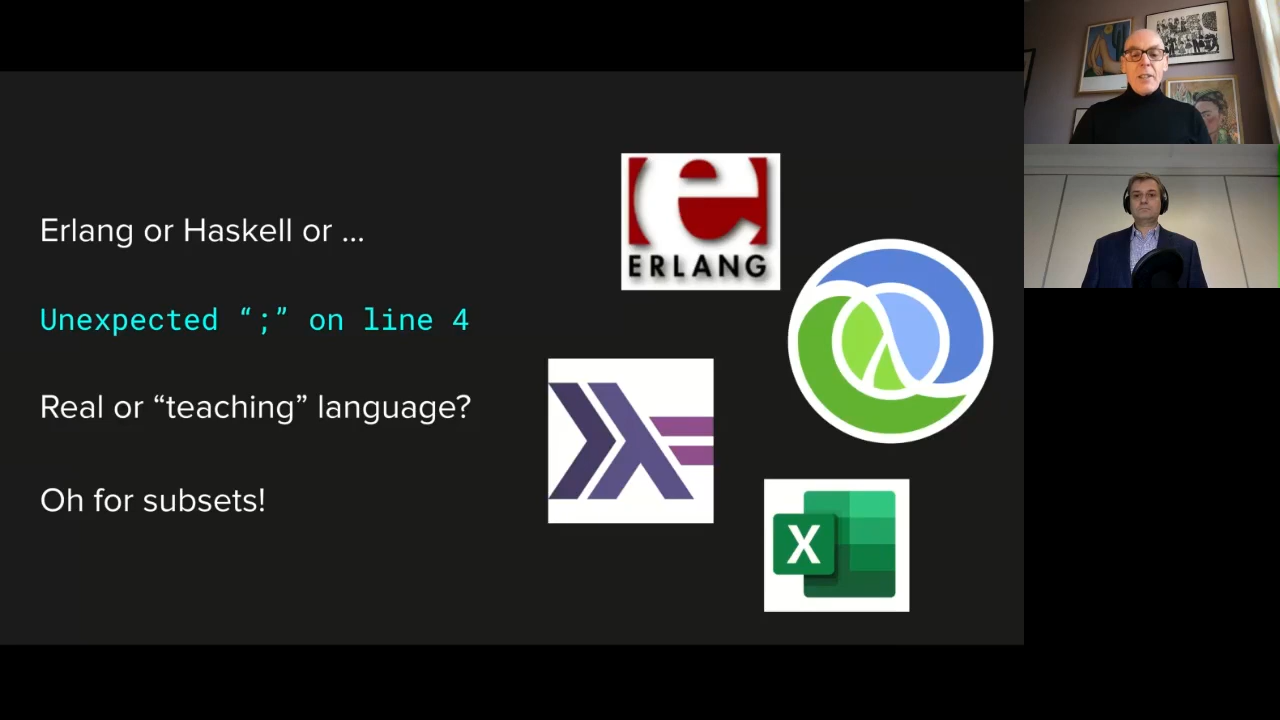 Erlang or Haskell or ...
Unexpected “;” on line 4
Real or “teaching” language?
Oh for subsets!
e
ERLANG
X